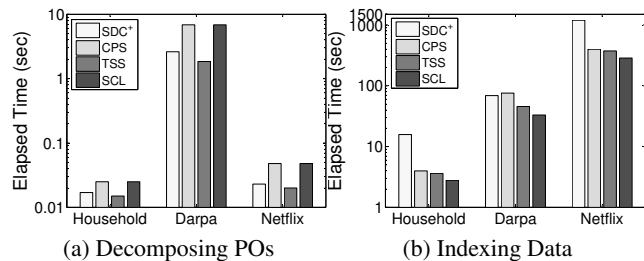 10
1
0.1
0.01
Elapsed Time (sec)
SDC+
CPS
TSS
SCL
Household Darpa Netflix
(a) Decomposing POs
1500
1000
100
10
1
Elapsed Time (sec)
SDC+
CPS
TSS
SCL
Household Darpa Netflix
(b) Indexing Data